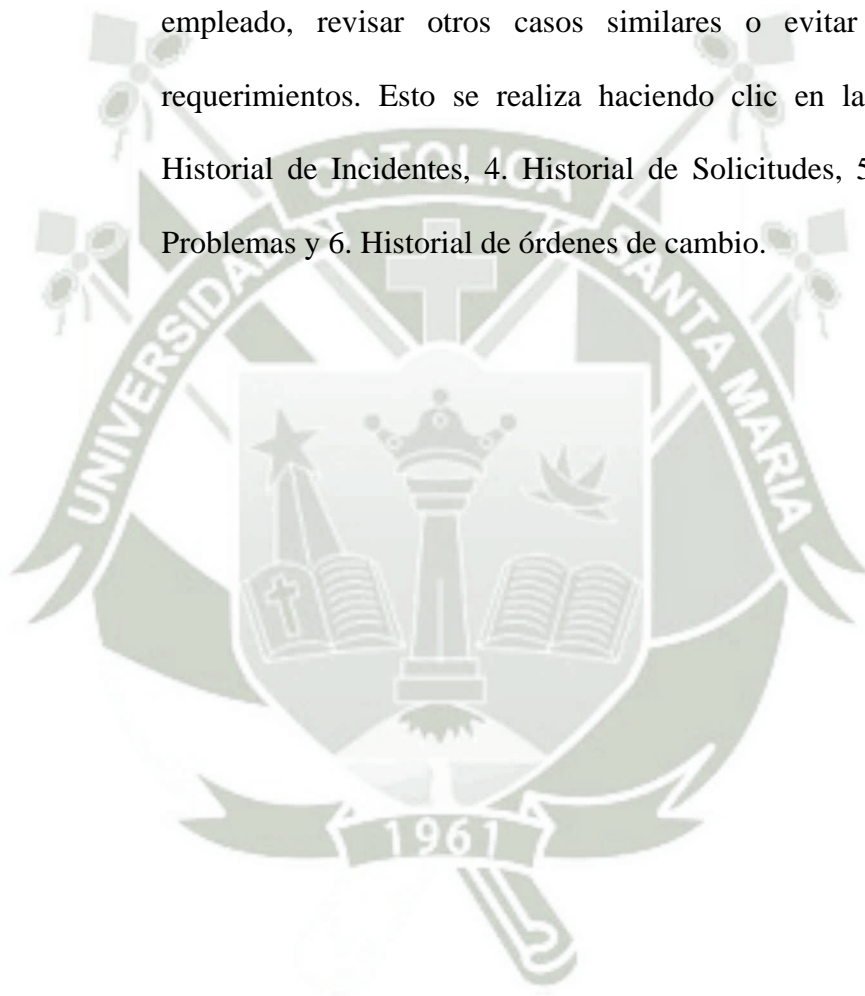 empleado, revisar otros casos similares o evitar
requerimientos. Esto se realiza haciendo clic en la
Historial de Incidentes, 4. Historial de Solicitudes, 5
Problemas y 6. Historial de órdenes de cambio.
UNIVERSIDAD CATOLICA SANTA MARIA
1961